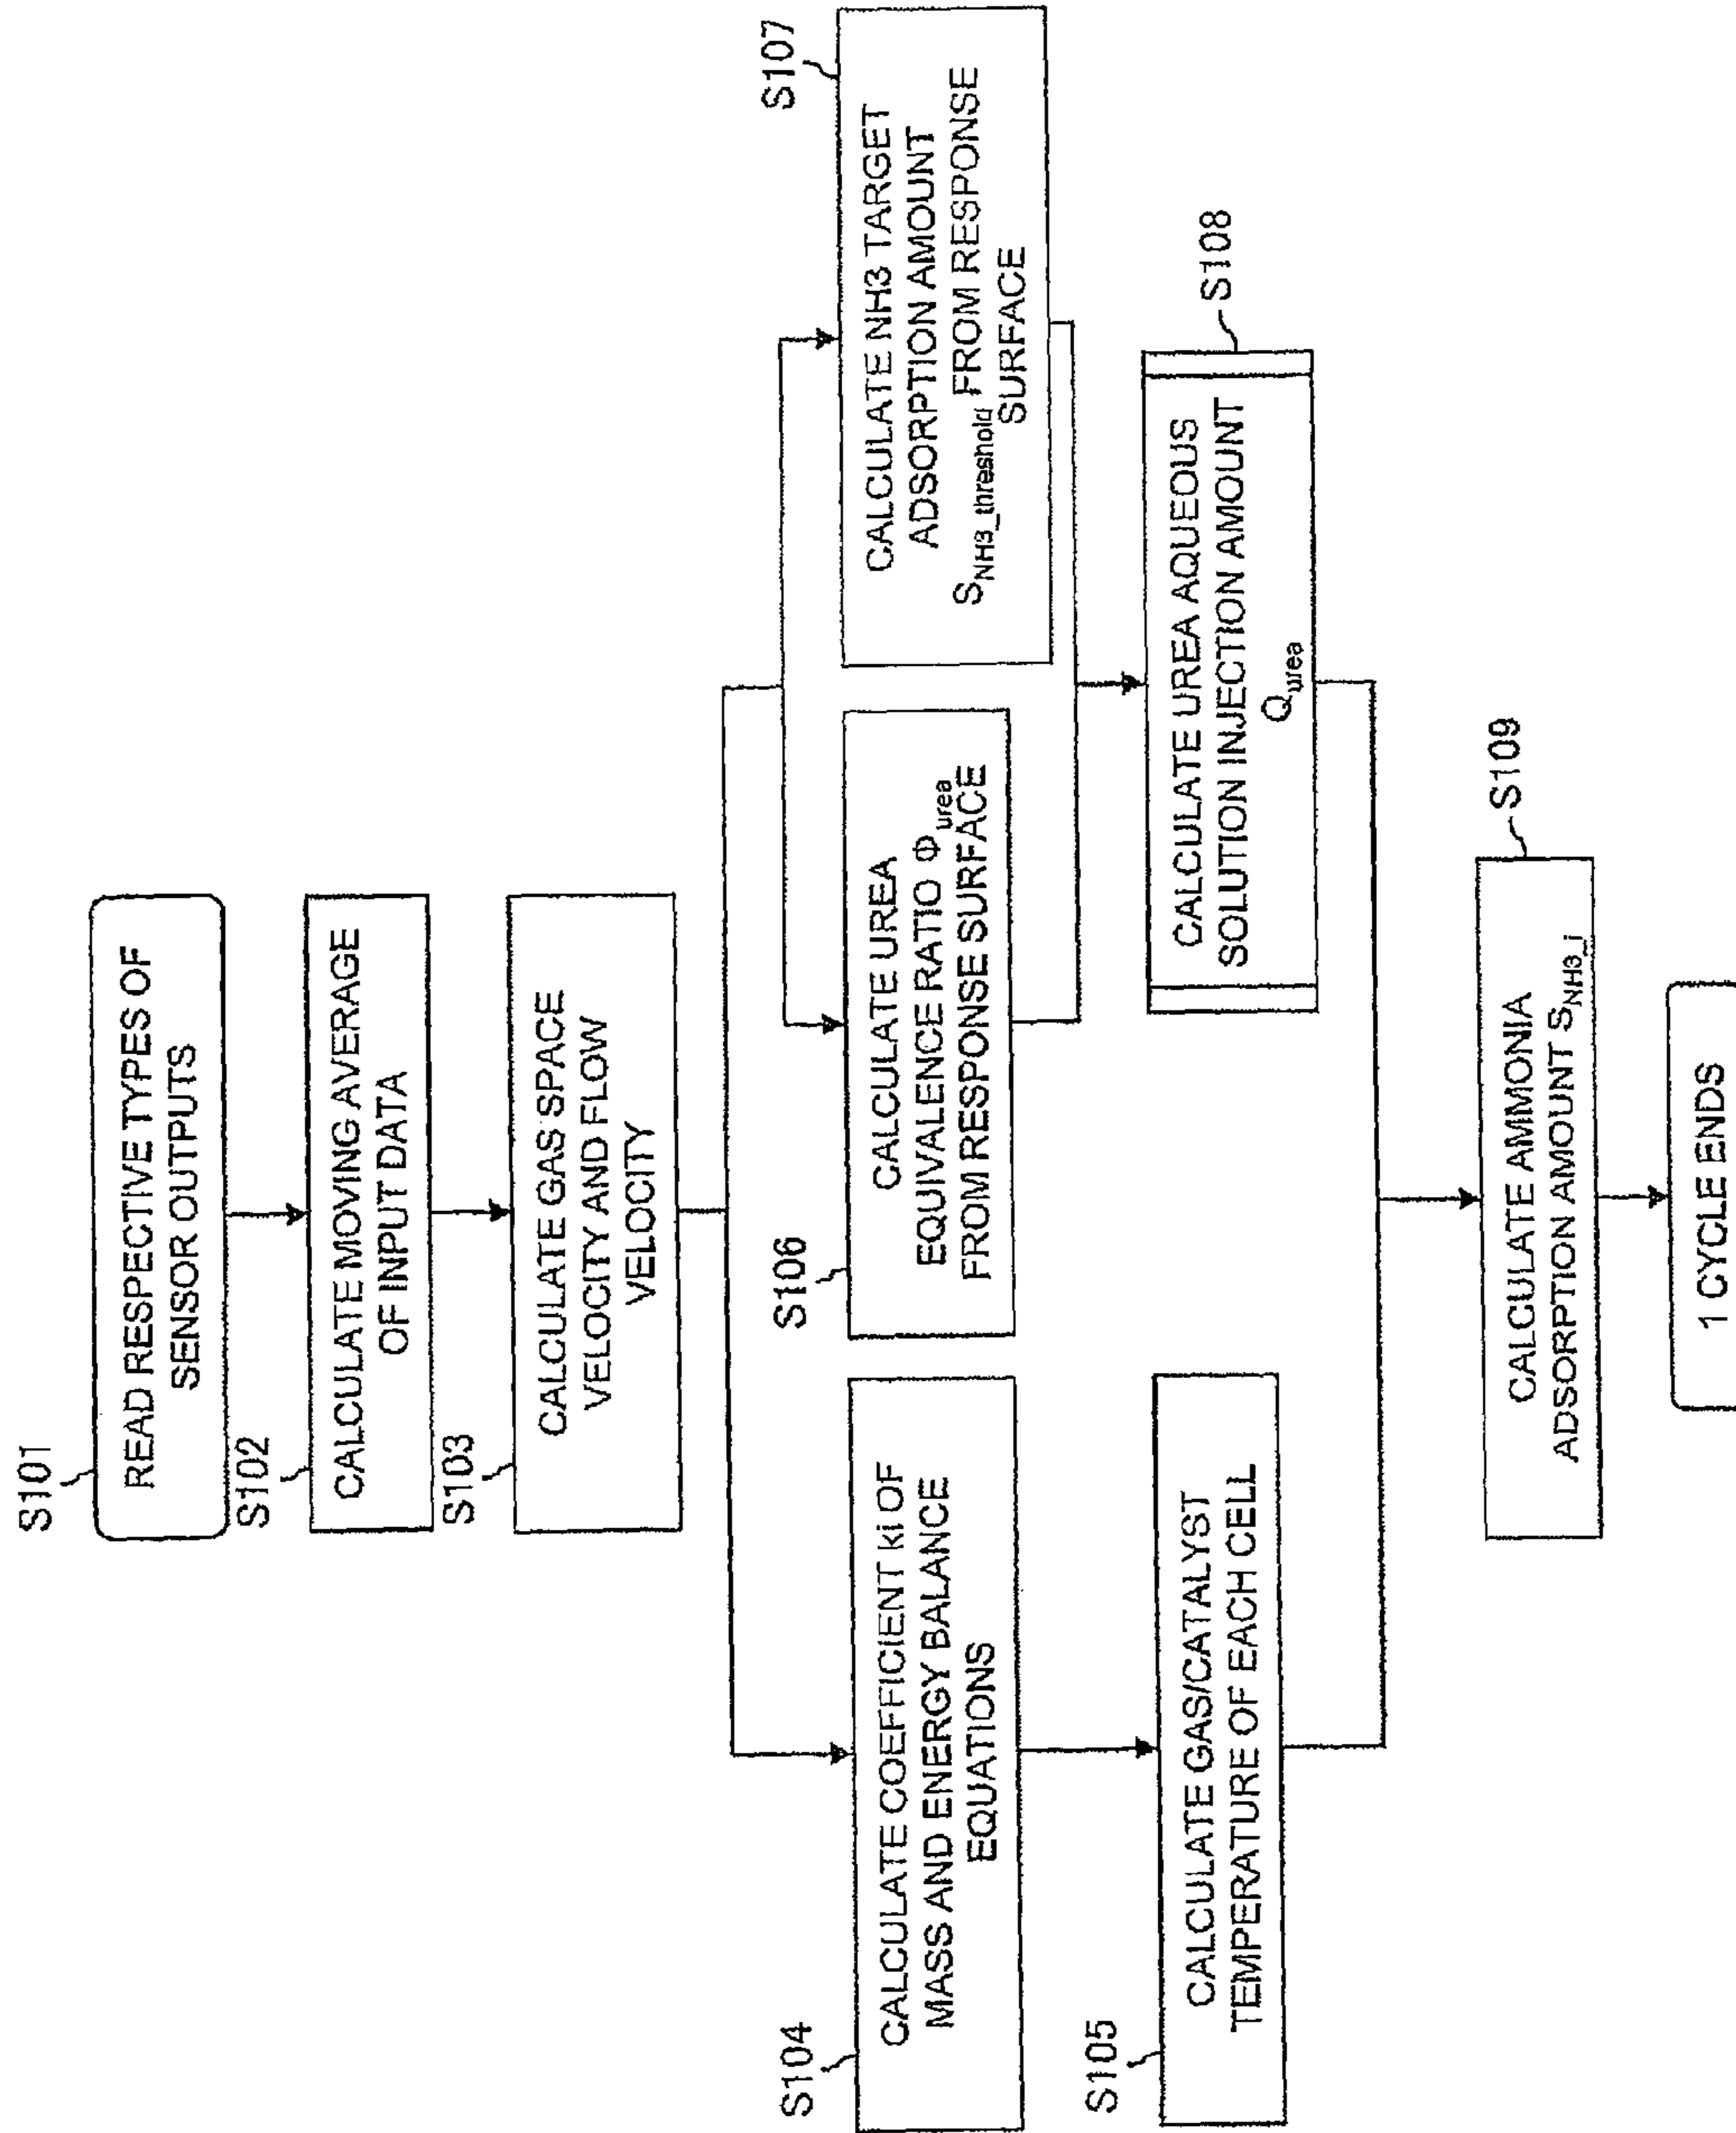 S101
READ RESPECTIVE TYPES OF
SENSOR OUTPUTS
S102
CALCULATE MOVING AVERAGE
OF INPUT DATA
S103
CALCULATE GAS SPACE
VELOCITY AND FLOW
VELOCITY
S104
CALCULATE COEFFICIENT ki OF
MASS AND ENERGY BALANCE
EQUATIONS
S105
CALCULATE GAS/CATALYST
TEMPERATURE OF EACH CELL
S106
CALCULATE UREA
EQUIVALENCE RATIO Φurea
FROM RESPONSE SURFACE
S107
CALCULATE NH3 TARGET
ADSORPTION AMOUNT
SNH3_threshold FROM RESPONSE
SURFACE
S108
CALCULATE UREA AQUEOUS
SOLUTION INJECTION AMOUNT
Qurea
S109
CALCULATE AMMONIA
ADSORPTION AMOUNT SNH3_i
1 CYCLE ENDS